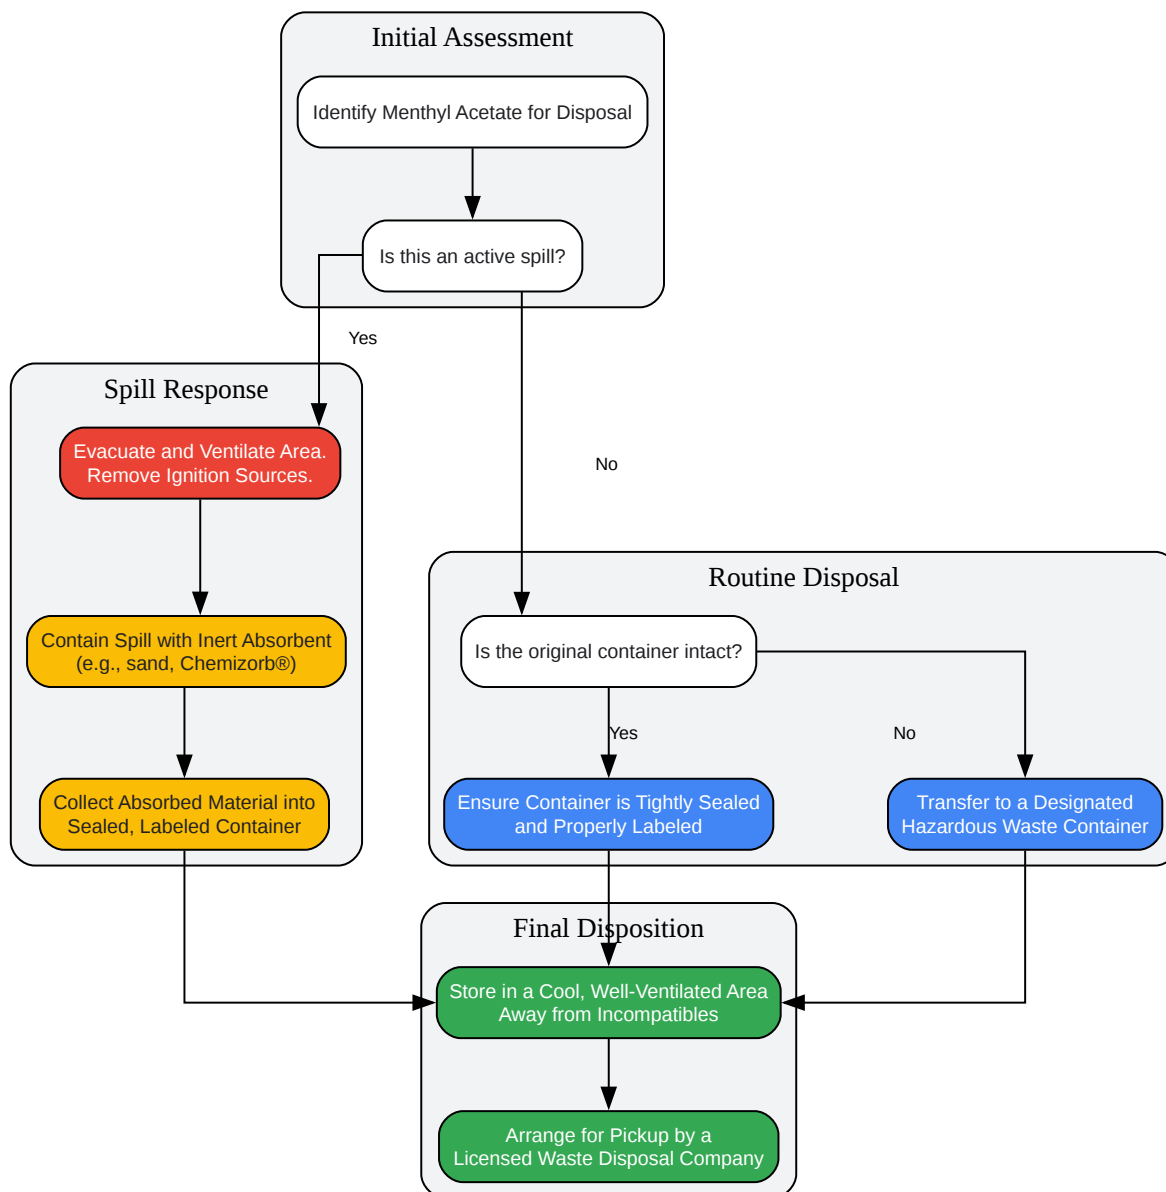 Initial Assessment
Identify Menthyl Acetate for Disposal
Is this an active spill?
Yes
No
Spill Response
Evacuate and Ventilate Area.
Remove Ignition Sources.
Contain Spill with Inert Absorbent
(e.g., sand, Chemizorb®)
Collect Absorbed Material into
Sealed, Labeled Container
Routine Disposal
Is the original container intact?
Yes
No
Ensure Container is Tightly Sealed
and Properly Labeled
Transfer to a Designated
Hazardous Waste Container
Final Disposition
Store in a Cool, Well-Ventilated Area
Away from Incompatibles
Arrange for Pickup by a
Licensed Waste Disposal Company